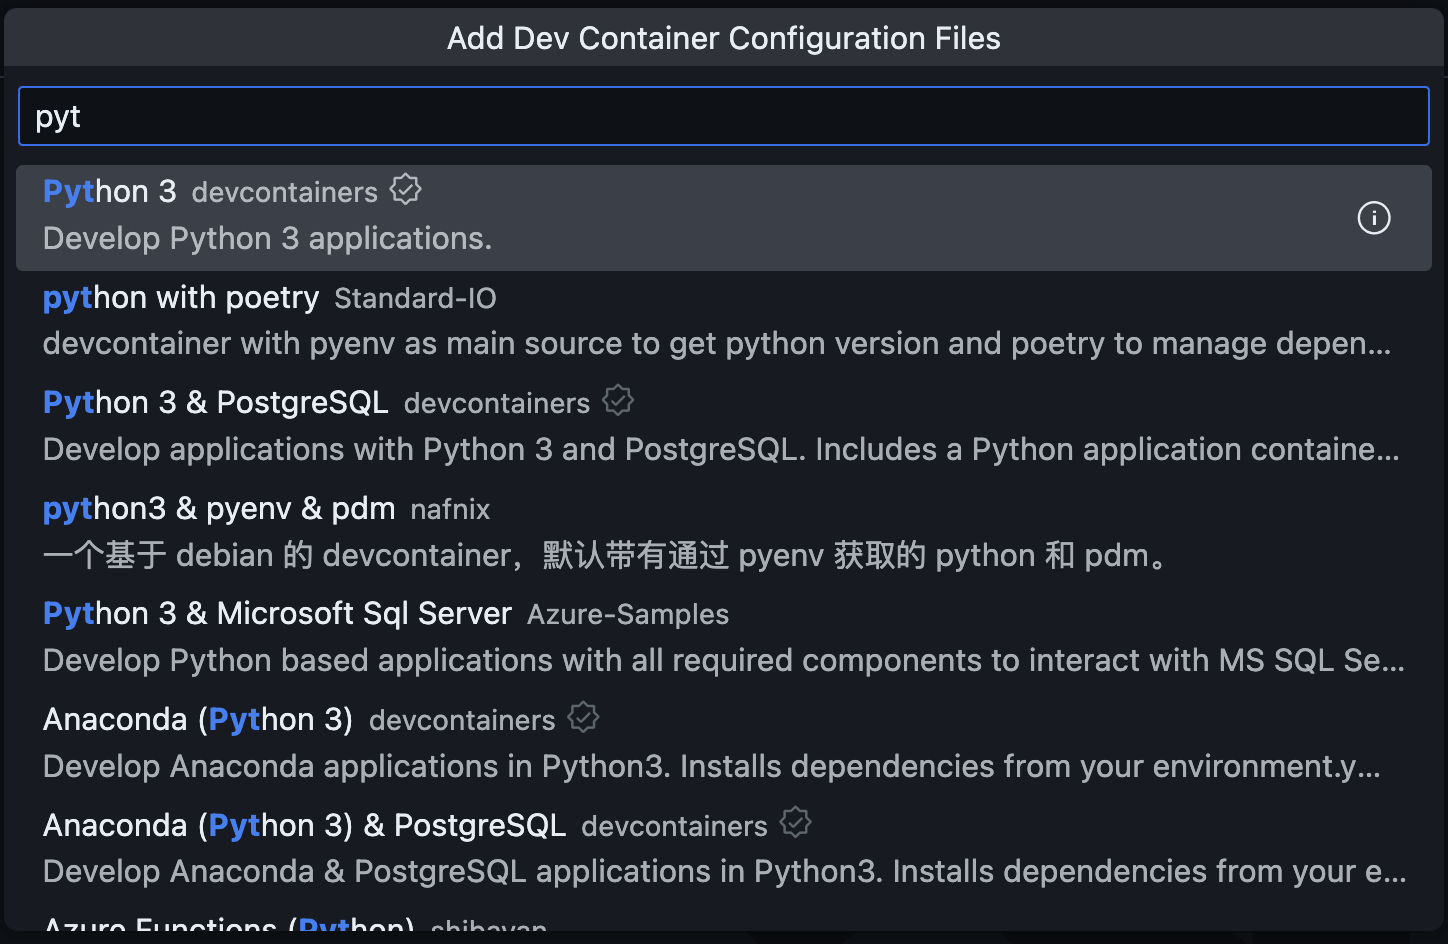 Add Dev Container Configuration Files
pyt
Python 3 devcontainers
Develop Python 3 applications.
python with poetry Standard-IO
devcontainer with pyenv as main source to get python version and poetry to manage depen...
Python 3 & PostgreSQL devcontainers
Develop applications with Python 3 and PostgreSQL. Includes a Python application containe...
python3 & pyenv & pdm nafnix
一个基于 debian 的 devcontainer，默认带有通过 pyenv 获取的 python 和 pdm。
Python 3 & Microsoft Sql Server Azure-Samples
Develop Python based applications with all required components to interact with MS SQL Se...
Anaconda (Python 3) devcontainers
Develop Anaconda applications in Python3. Installs dependencies from your environment.y...
Anaconda (Python 3) & PostgreSQL devcontainers
Develop Anaconda & PostgreSQL applications in Python3. Installs dependencies from your e...
Azure Functions (Python) shibayan